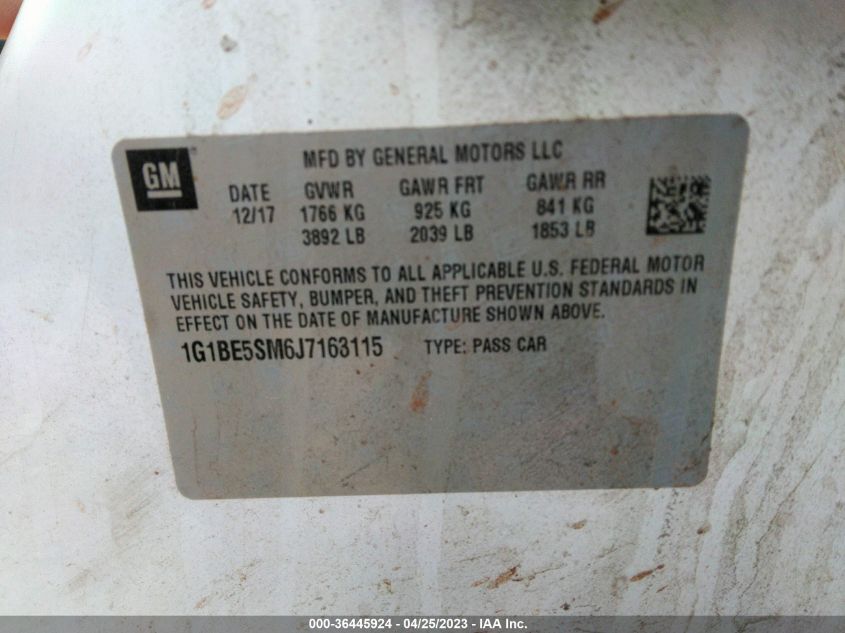 GM
MFD BY GENERAL MOTORS LLC
DATE GVWR GAWR FRT GAWR RR
12/17 1766 KG 925 KG 841 KG
3892 LB 2039 LB 1853 LB
THIS VEHICLE CONFORMS TO ALL APPLICABLE U.S. FEDERAL MOTOR
VEHICLE SAFETY, BUMPER, AND THEFT PREVENTION STANDARDS IN
EFFECT ON THE DATE OF MANUFACTURE SHOWN ABOVE.
1G1BE5SM6J7163115 TYPE: PASS CAR
000-36445924 - 04/25/2023 - IAA Inc.